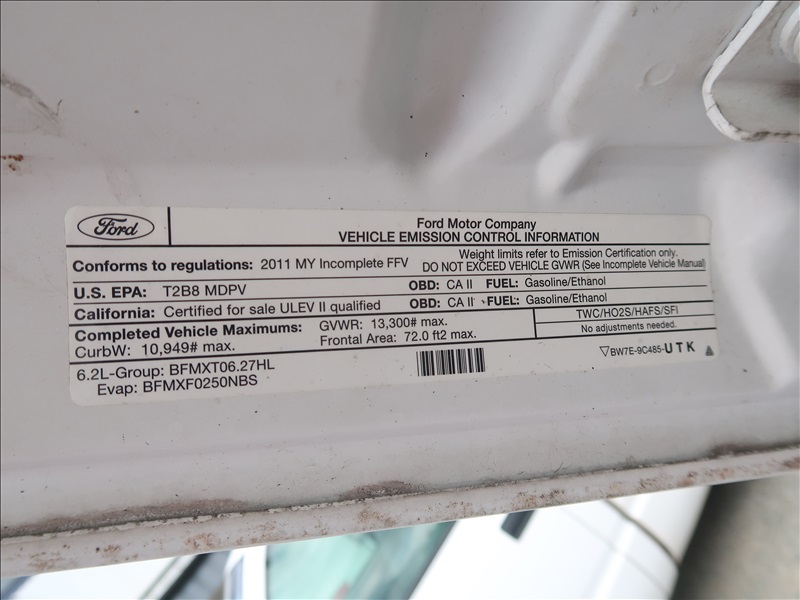 Ford
Ford Motor Company
VEHICLE EMISSION CONTROL INFORMATION
Conforms to regulations: 2011 MY Incomplete FFV
Weight limits refer to Emission Certification only.
DO NOT EXCEED VEHICLE GVWR (See Incomplete Vehicle Manual)
U.S. EPA: T2B8 MDPV OBD: CA II FUEL: Gasoline/Ethanol
California: Certified for sale ULEV II qualified OBD: CA II FUEL: Gasoline/Ethanol
Completed Vehicle Maximums:
CurbW: 10,949# max.
GVWR: 13,300# max.
Frontal Area: 72.0 ft2 max.
TWC/HO2S/HAFS/SFI
No adjustments needed.
6.2L-Group: BFMXT06.27HL
Evap: BFMXF0250NBS
BW7E-9C485-UTK